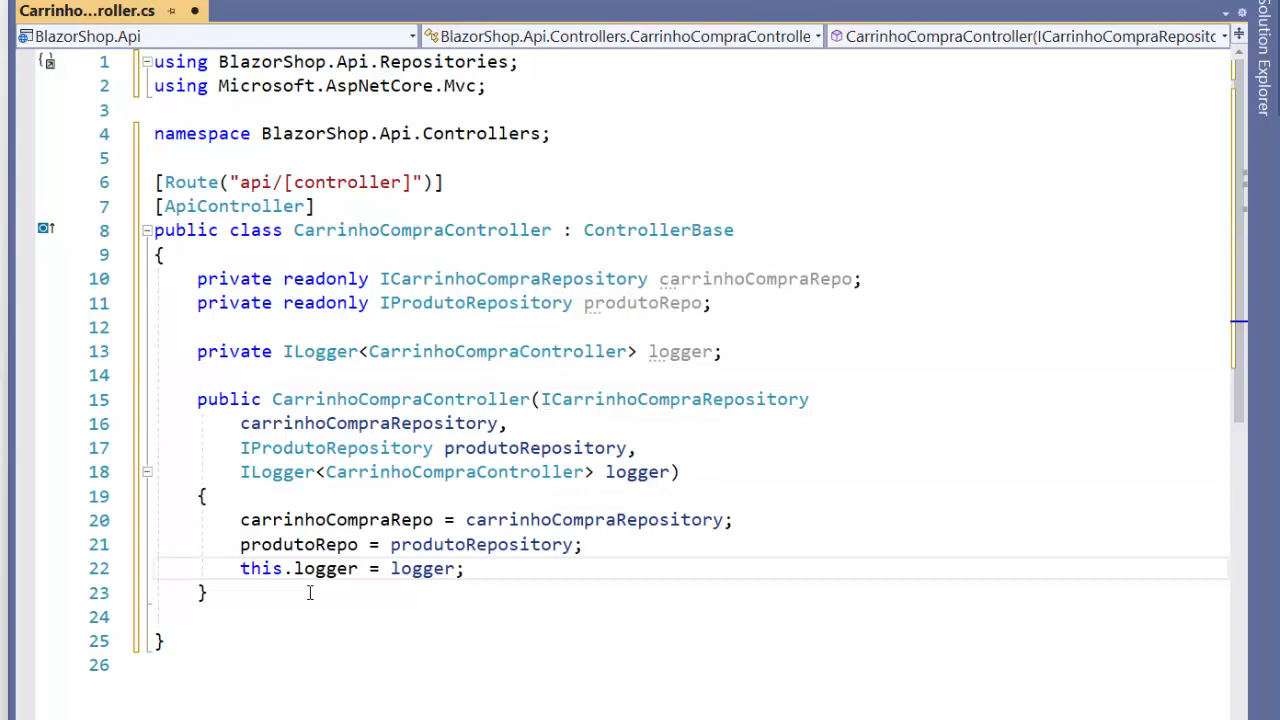 Carrinho...roller.cs
BlazorShop.Api
BlazorShop.Api.Controllers.CarrinhoCompraControlle
CarrinhoCompraController(ICarrinhoCompraRepositc
Solution Explorer
1 using BlazorShop.Api.Repositories;
2 using Microsoft.AspNetCore.Mvc;
3
4 namespace BlazorShop.Api.Controllers;
5
6 [Route("api/[controller]")]
7 [ApiController]
8 public class CarrinhoCompraController : ControllerBase
9 {
10 private readonly ICarrinhoCompraRepository carrinhoCompraRepo;
11 private readonly IProdutoRepository produtoRepo;
12
13 private ILogger<CarrinhoCompraController> logger;
14
15 public CarrinhoCompraController(ICarrinhoCompraRepository
16 carrinhoCompraRepository,
17 IProdutoRepository produtoRepository,
18 ILogger<CarrinhoCompraController> logger)
19 {
20 carrinhoCompraRepo = carrinhoCompraRepository;
21 produtoRepo = produtoRepository;
22 this.logger = logger;
23 }
24
25 }
26